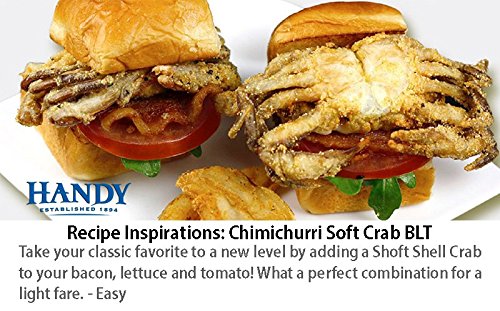 HANDY
ESTABLISHED 1894
Recipe Inspirations: Chimichurri Soft Crab BLT
Take your classic favorite to a new level by adding a Shoft Shell Crab
to your bacon, lettuce and tomato! What a perfect combination for a
light fare. - Easy